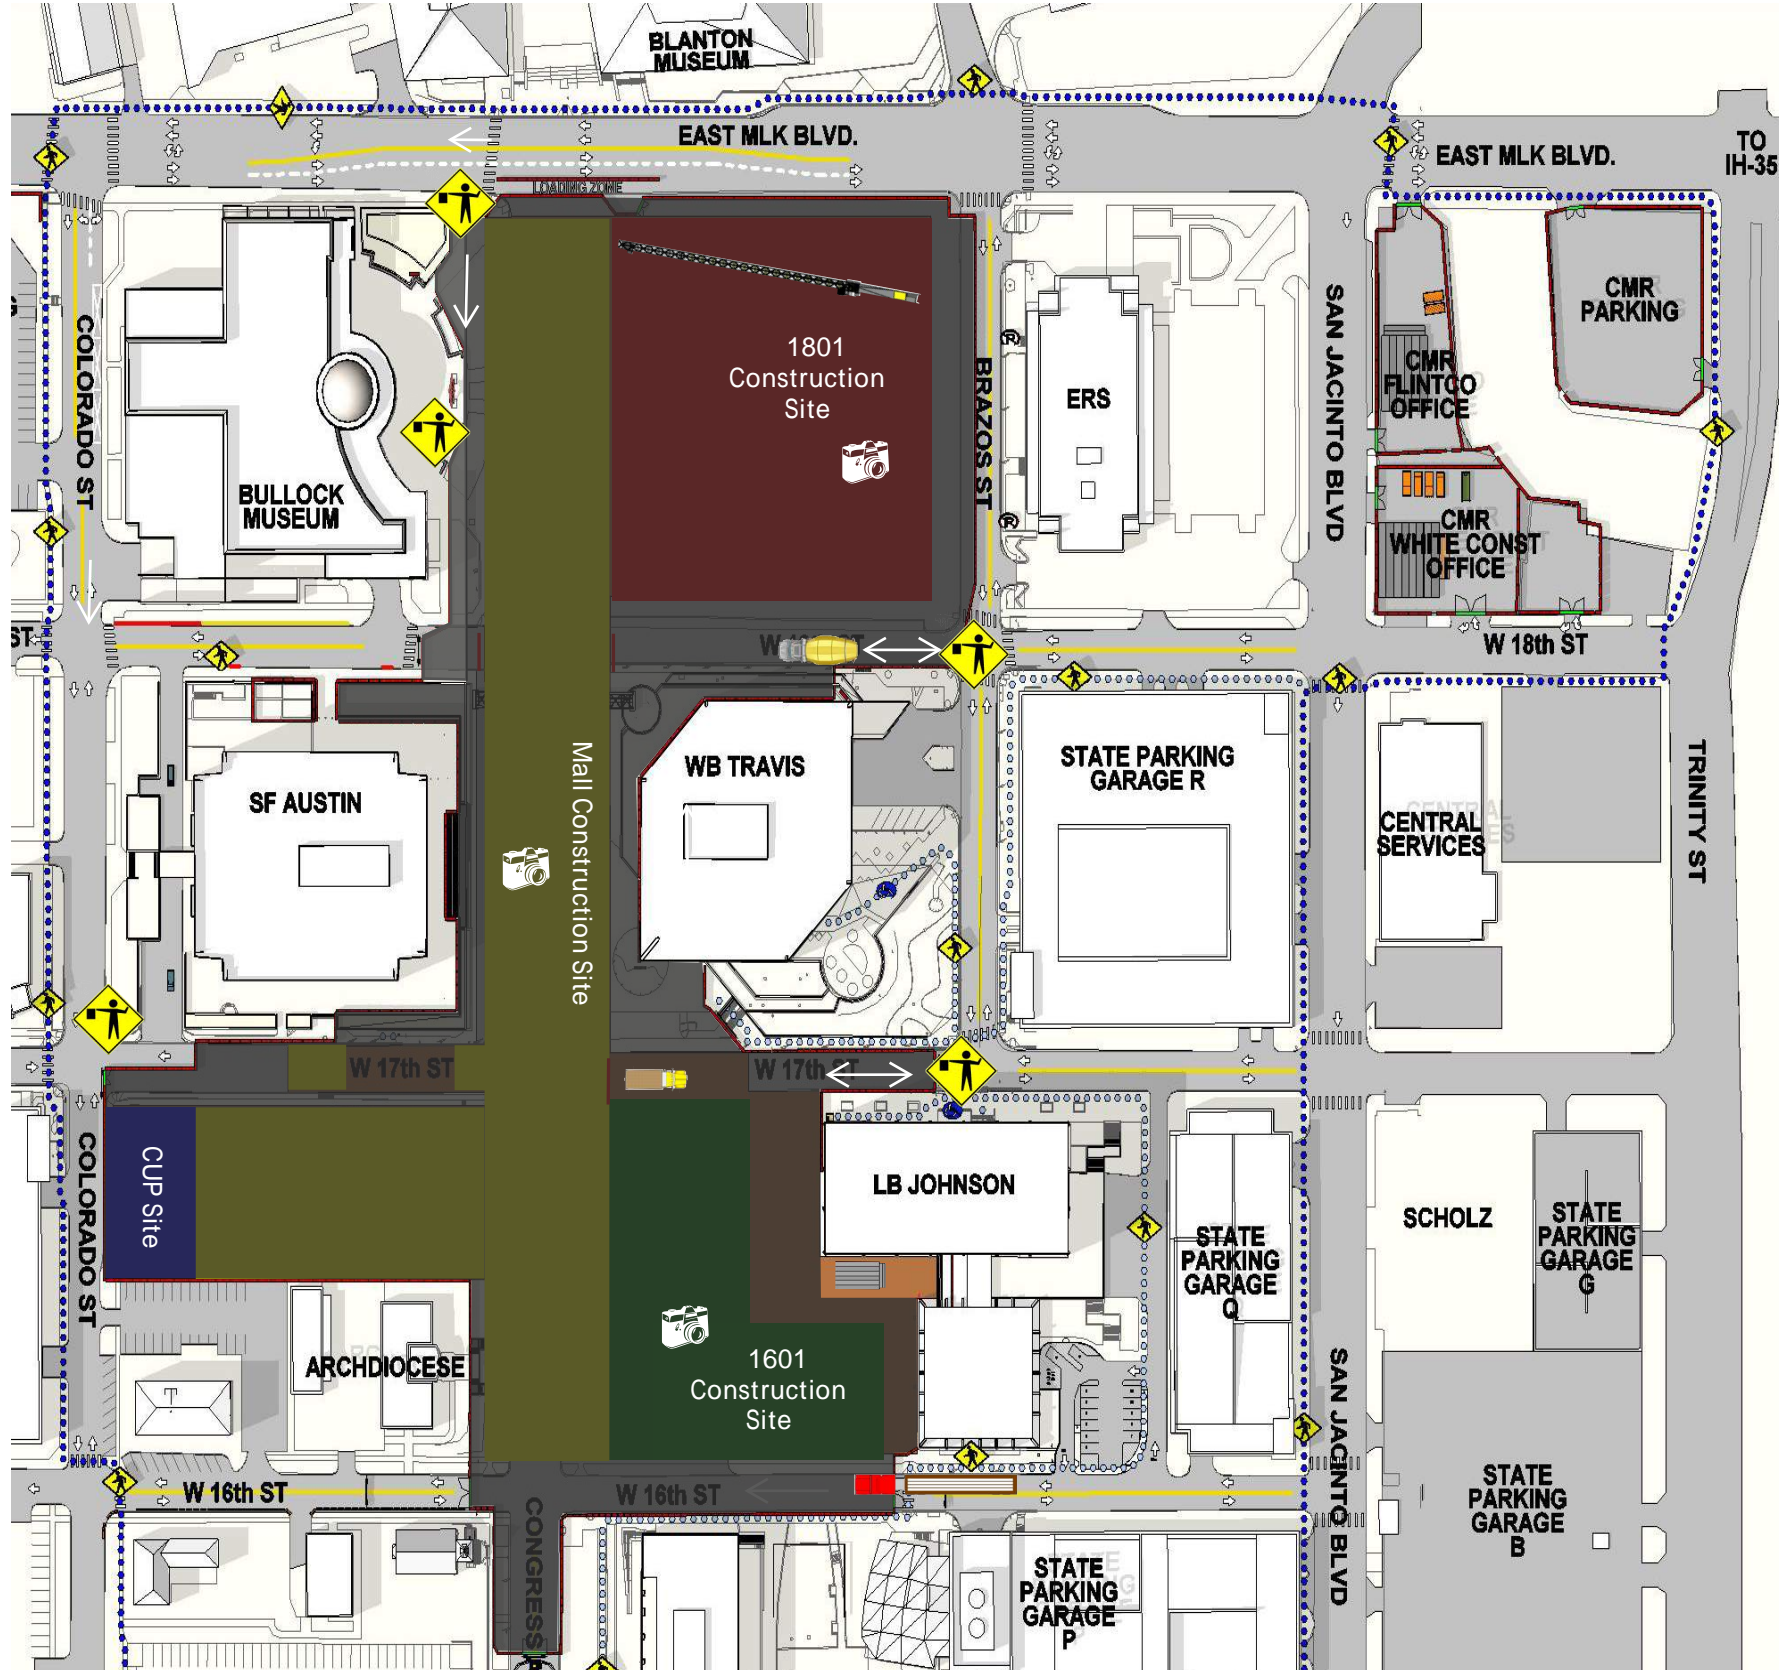 BLANTON
MUSEUM
EAST MLK BLVD.
EAST MLK BLVD.
TO
IH-35
LOADING ZONE
COLORADO ST
BULLOCK
MUSEUM
1801
Construction
Site
BRAZOS ST
ERS
SAN JACINTO BLVD
CMR
FLINTCO
OFFICE
CMR
PARKING
CMR
WHITE CONST
OFFICE
ST
W 18th ST
W 18th ST
SF AUSTIN
Mall Construction Site
WB TRAVIS
STATE PARKING
GARAGE R
CENTRAL
SERVICES
TRINITY ST
W 17th ST
W 17th ST
COLORADO ST
CUP Site
LB JOHNSON
STATE
PARKING
GARAGE
Q
SCHOLZ
STATE
PARKING
GARAGE
G
ARCHDIOCESE
T
1601
Construction
Site
SAN JACINTO BLVD
W 16th ST
W 16th ST
CONGRESS
STATE
PARKING
GARAGE
P
STATE
PARKING
GARAGE
B